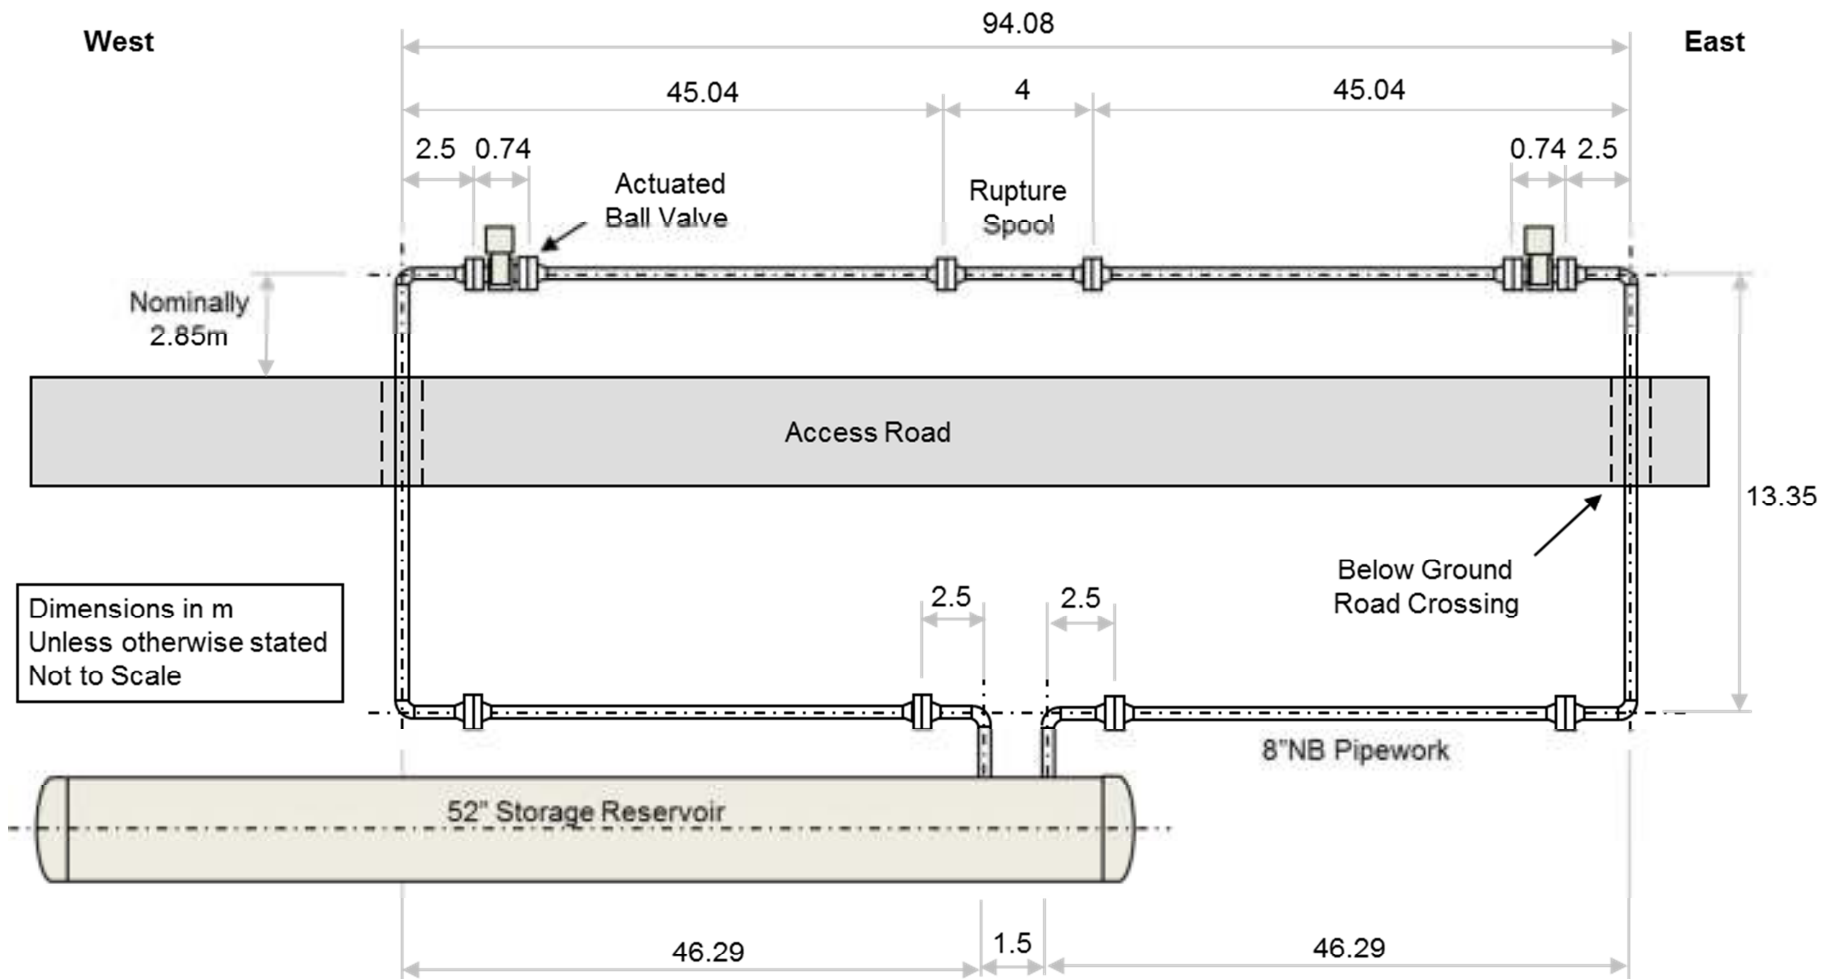 94.08
West
East
45.04
4
45.04
2.5
0.74
0.74
2.5
Actuated
Ball Valve
Rupture
Spool
Nominally
2.85m
Access Road
13.35
Below Ground
Road Crossing
Dimensions in m
Unless otherwise stated
Not to Scale
2.5
2.5
8"NB Pipework
52" Storage Reservoir
46.29
1.5
46.29